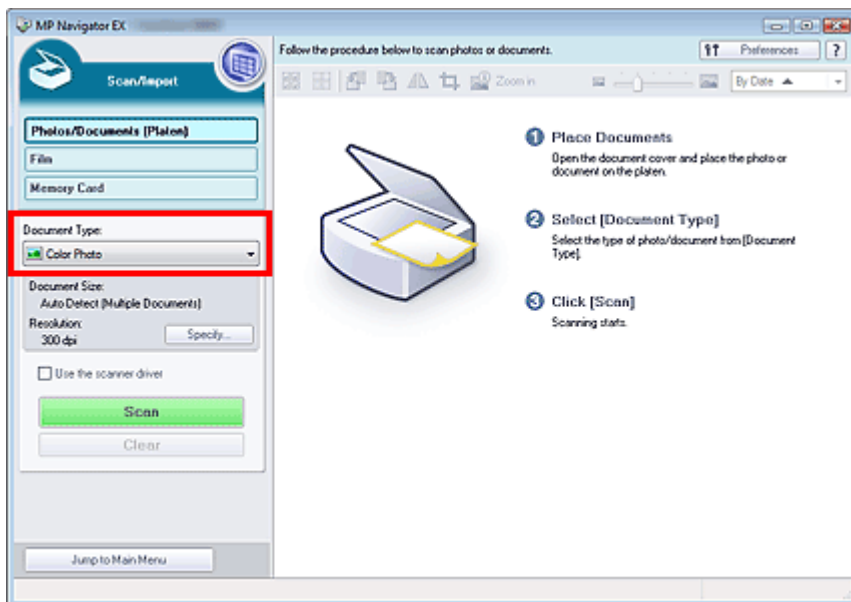 MP Navigator EX
Scan/Import
Follow the procedure below to scan photos or documents.
Preferences
?
Zoom in
By Date
Photos/Documents (Platen)
Film
Memory Card
Document Type:
Color Photo
Document Size:
Auto Detect (Multiple Documents)
Resolution:
300 dpi
Specify...
Use the scanner driver
Scan
Clear
Jump to Main Menu
1 Place Documents
Open the document cover and place the photo or
document on the platen.
2 Select [Document Type]
Select the type of photo/document from [Document
Type].
3 Click [Scan]
Scanning starts.